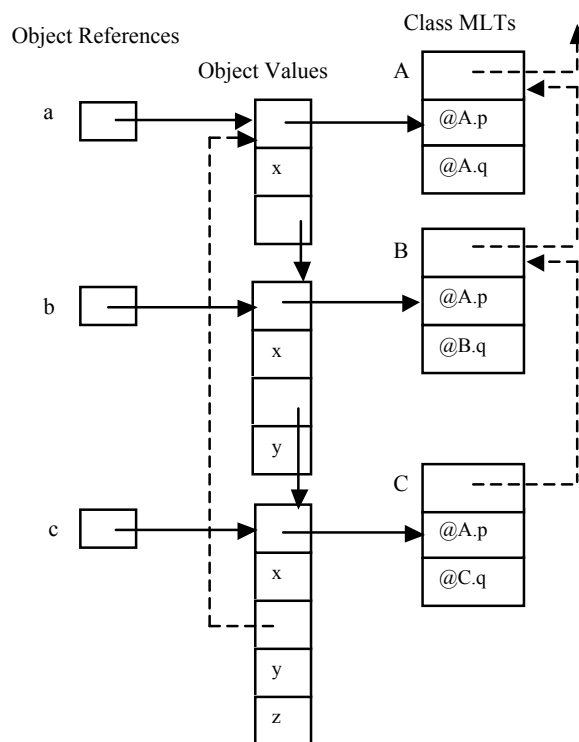 Class MLTs
Object References
Object Values
A
a
@A.p
x
@A.q
B
b
@A.p
x
@B.q
y
C
c
@A.p
x
@C.q
y
z